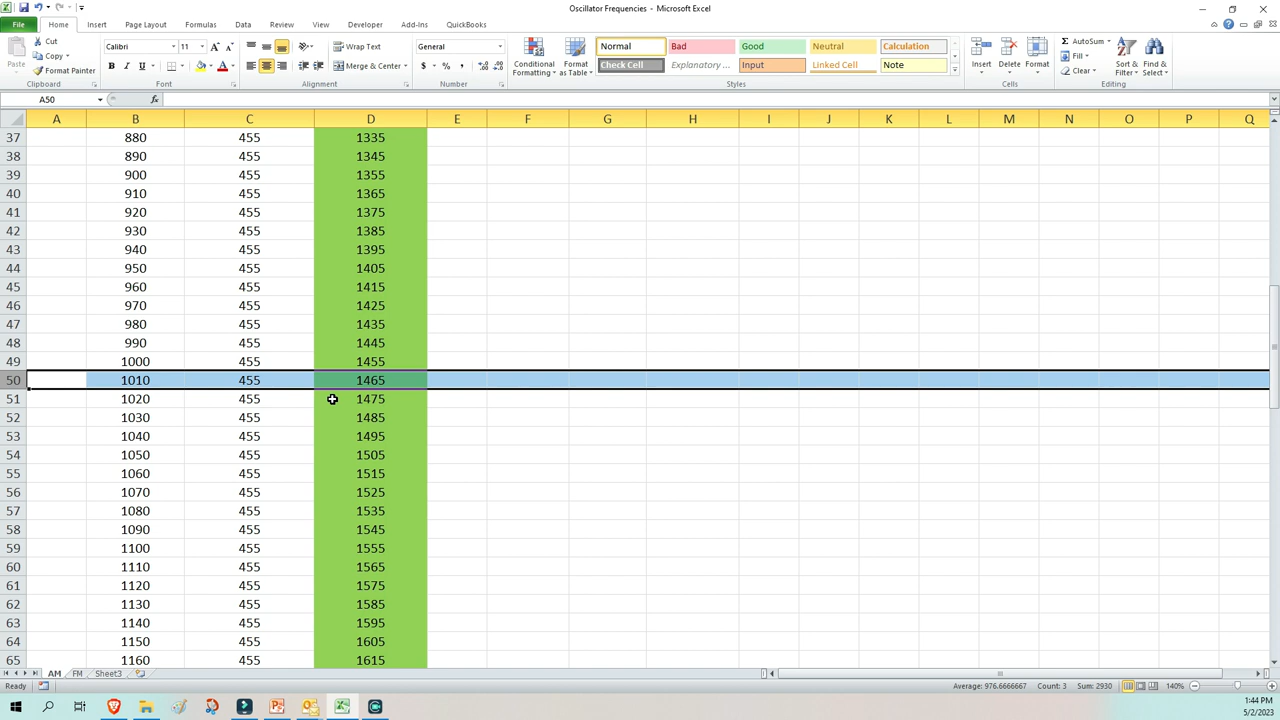 Oscillator Frequencies - Microsoft Excel
File Home Insert Page Layout Formulas Data Review View Developer Add-Ins QuickBooks
Cut Calibri 11 Wrap Text General Normal Bad Good Neutral Calculation AutoSum
Copy Fill
Paste Format Painter Merge & Center Conditional Formatting Format as Table Check Cell Explanatory ... Input Linked Cell Note Insert Delete Format Clear Sort & Filter Find & Select
Clipboard Font Alignment Number Styles Cells Editing
A50 fx
A B C D E F G H I J K L M N O P Q
37 880 455 1335
38 890 455 1345
39 900 455 1355
40 910 455 1365
41 920 455 1375
42 930 455 1385
43 940 455 1395
44 950 455 1405
45 960 455 1415
46 970 455 1425
47 980 455 1435
48 990 455 1445
49 1000 455 1455
50 1010 455 1465
51 1020 455 1475
52 1030 455 1485
53 1040 455 1495
54 1050 455 1505
55 1060 455 1515
56 1070 455 1525
57 1080 455 1535
58 1090 455 1545
59 1100 455 1555
60 1110 455 1565
61 1120 455 1575
62 1130 455 1585
63 1140 455 1595
64 1150 455 1605
65 1160 455 1615
AM FM Sheet3
Ready Average: 976.6666667 Count: 3 Sum: 2930 140%
1:44 PM
5/2/2023